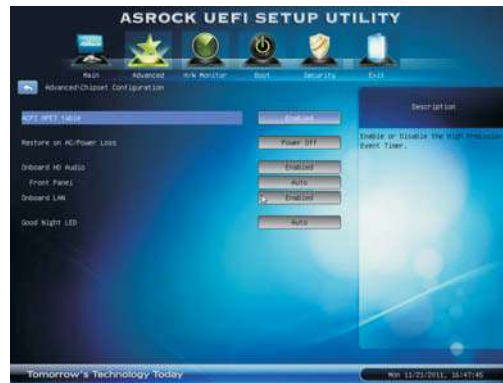 ASROCK UEFI SETUP UTILITY
Main Advanced H/W Monitor Boot Security Exit
Advanced\Chipset Configuration
ACPI HPET table Enabled
Restore on AC/Power Loss Power Off
Onboard HD Audio Enabled
Front Panel Auto
Onboard LAN Enabled
Good Night LED Auto
Description
Enable or Disable the High Precision
Event Timer.
Tomorrow's Technology Today
Mon 11/21/2011, 16:47:45